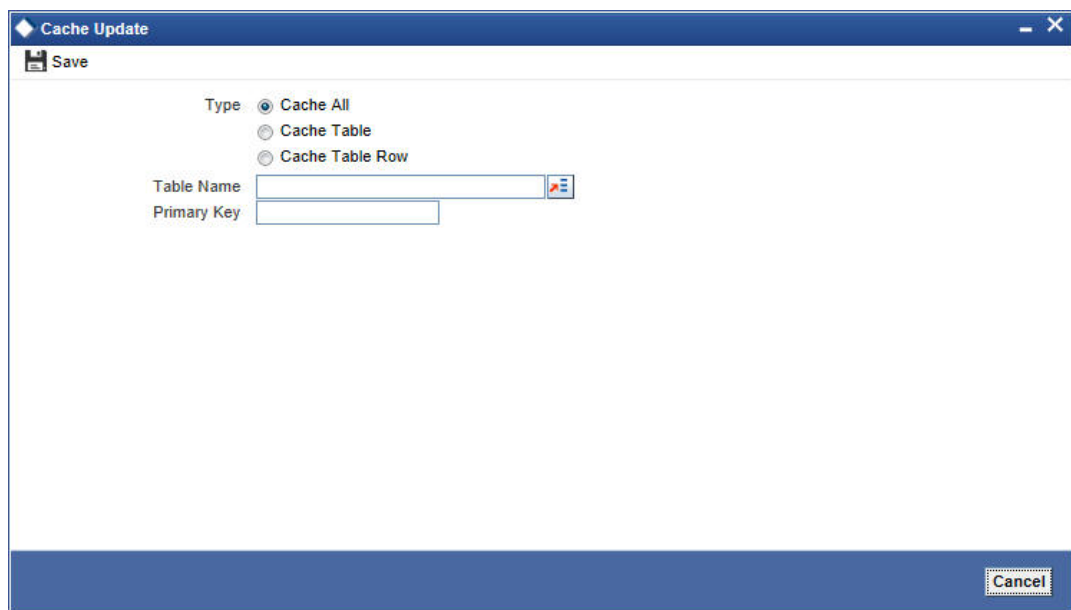 Cache Update
Save
Type Cache All
Cache Table
Cache Table Row
Table Name
Primary Key
Cancel